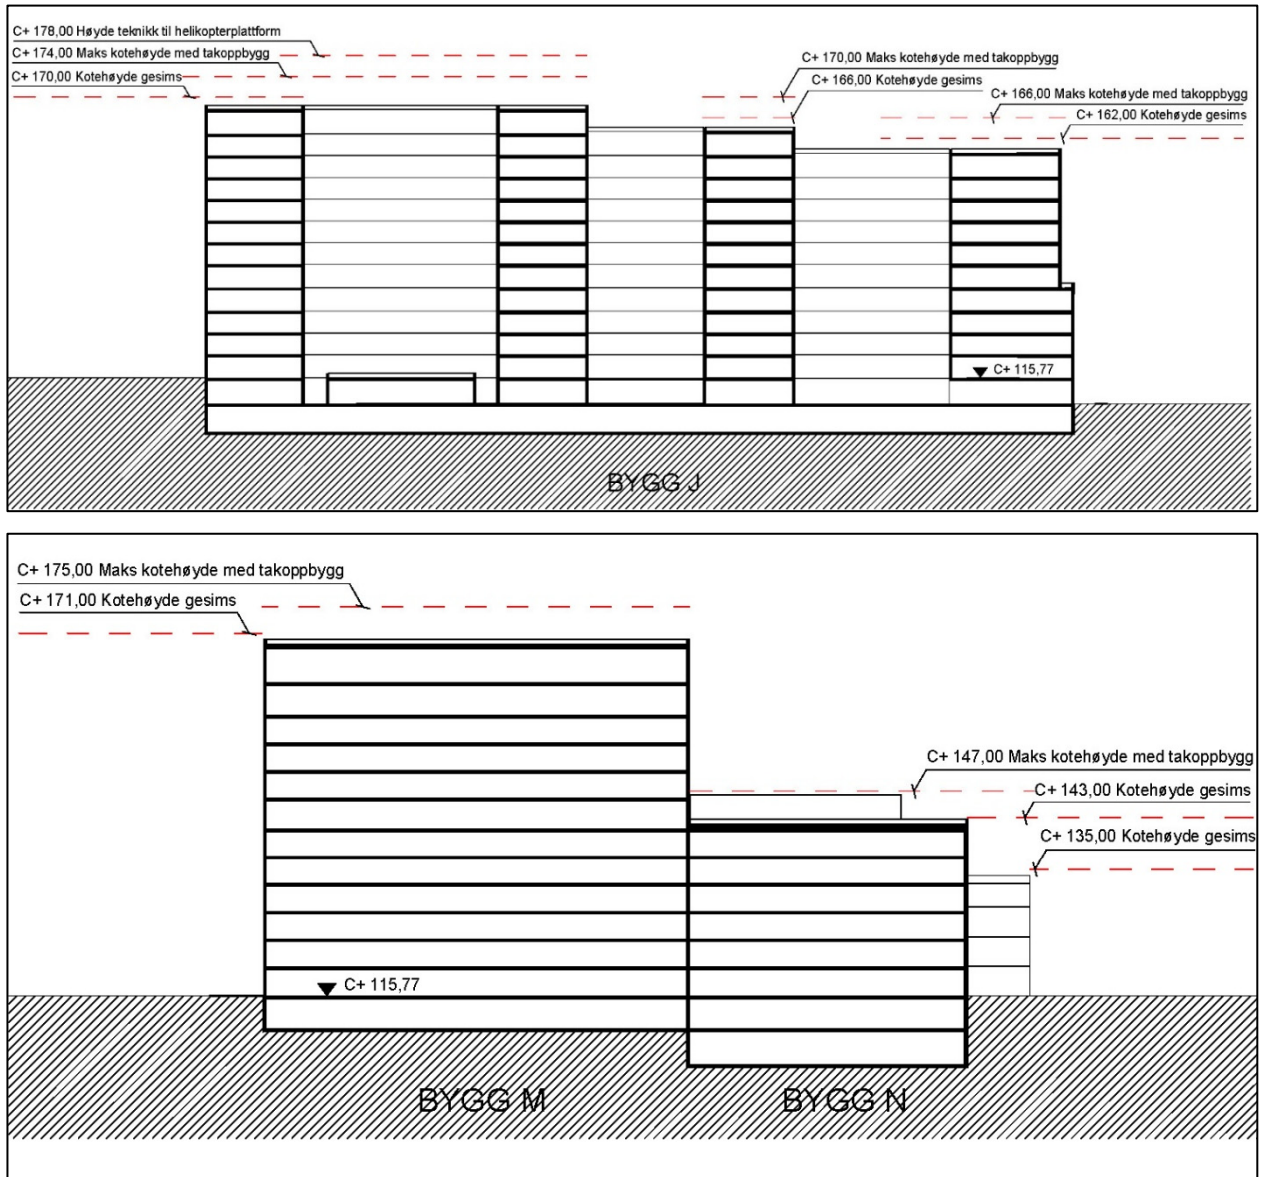 C+ 178,00 Høyde teknikk til helikopterplattform
C+ 174,00 Maks kotehøyde med takoppbygg
C+ 170,00 Kotehøyde gesims
C+ 170,00 Maks kotehøyde med takoppbygg
C+ 166,00 Kotehøyde gesims
C+ 166,00 Maks kotehøyde med takoppbygg
C+ 162,00 Kotehøyde gesims
C+ 115,77
BYGG J
C+ 175,00 Maks kotehøyde med takoppbygg
C+ 171,00 Kotehøyde gesims
C+ 147,00 Maks kotehøyde med takoppbygg
C+ 143,00 Kotehøyde gesims
C+ 135,00 Kotehøyde gesims
C+ 115,77
BYGG M
BYGG N